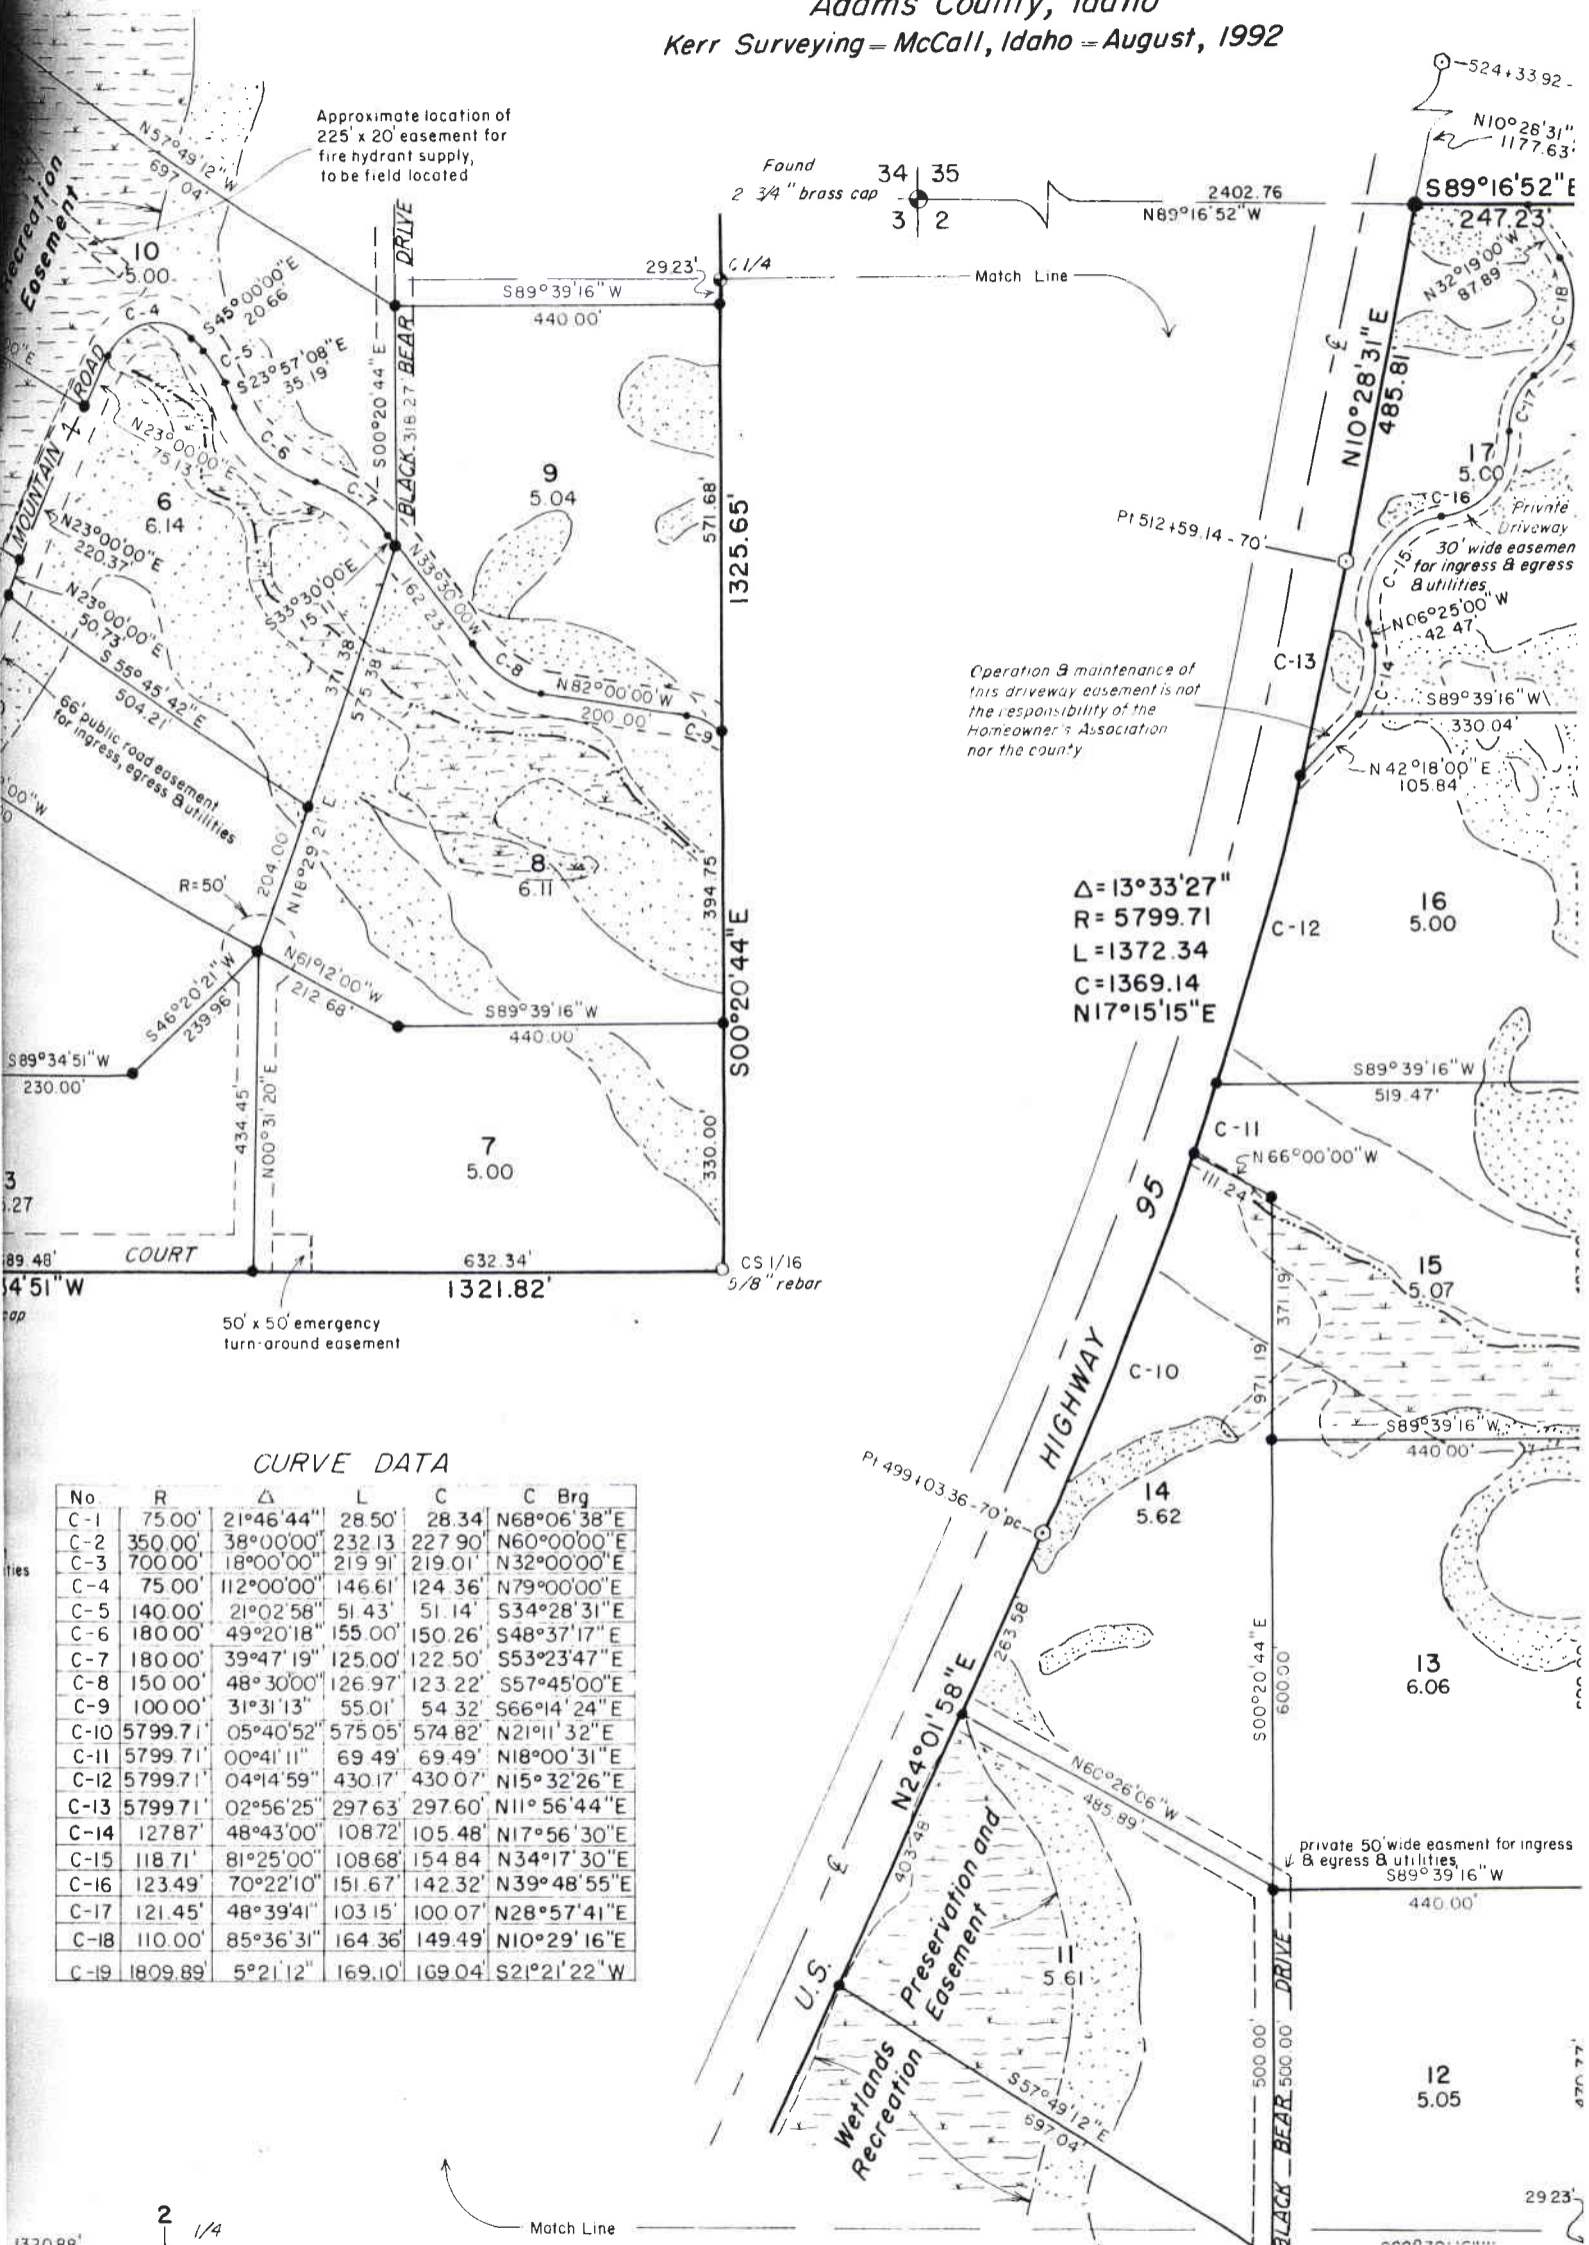 Adams County, Idaho
Kerr Surveying = McCall, Idaho = August, 1992
524+33.92 -
N10°28'31"
1177.63'
Approximate location of
225' x 20' easement for
fire hydrant supply,
to be field located
N57°49'12"W
697.04'
Recreation
Easement
Found
2 3/4" brass cap
34 35
3 2
2402.76
N89°16'52"W
S89°16'52"E
247.23'
29.23'
C 1/4
Match Line
S89°39'16"W
440.00'
10
5.00
C-4
S45°00'00"E
20.66'
C-5
S23°57'08"E
35.19'
C-6
C-7
S00°20'44"E
318.27'
BLACK BEAR DRIVE
MOUNTAIN ROAD
N23°00'00"E
75.13'
6
6.14
N23°00'00"E
220.37'
N23°00'00"E
50.73'
S55°45'42"E
504.21'
66' public road easement
for ingress, egress & utilities
00'00"W
S33°30'00"E
15.11'
N33°30'00"W
162.23'
371.38'
575.38'
C-8
N82°00'00"W
200.00'
C-9
9
5.04
571.68'
1325.65'
8
6.11
394.75'
S00°20'44"E
R=50'
204.00'
N18°29'21"E
N61°12'00"W
212.68'
S89°39'16"W
440.00'
S46°20'21"W
239.96'
S89°34'51"W
230.00'
434.45'
N00°31'20"E
7
5.00
330.00'
3
.27
89.48'
COURT
632.34'
4'51"W
1321.82'
cap
CS 1/16
5/8" rebar
50' x 50' emergency
turn-around easement
N32°19'00"W
87.89'
C-18
C-17
N10°28'31"E
485.81'
17
5.00
C-16
Private
Driveway
30' wide easemen
for ingress & egress
& utilities
Pt 512+59.14 - 70'
C-15
N06°25'00"W
42.47'
C-13
C-14
S89°39'16"W
330.04'
N42°18'00"E
105.84'
Operation & maintenance of
this driveway easement is not
the responsibility of the
Homeowner's Association
nor the county
Δ=13°33'27"
R= 5799.71
L=1372.34
C=1369.14
N17°15'15"E
16
5.00
C-12
S89°39'16"W
519.47'
C-11
N66°00'00"W
111.24'
15
5.07
371.19'
971.19'
C-10
S89°39'16"W
440.00'
U.S. HIGHWAY 95
Pt 499+03.36 - 70' pc
14
5.62
263.58'
N24°01'58"E
403.48'
S00°20'44"E
600.00'
13
6.06
N60°26'06"W
485.89'
private 50' wide easment for ingress
& egress & utilities
S89°39'16"W
440.00'
11
5.61
Wetlands Preservation and
Recreation Easement
S57°49'12"E
697.04'
500.00'
BLACK BEAR DRIVE
500.00'
12
5.05
29.23'
Match Line
2
1/4
CURVE DATA
No. R Δ L C C Brg
C-1 75.00' 21°46'44" 28.50' 28.34' N68°06'38"E
C-2 350.00' 38°00'00" 232.13 227.90' N60°00'00"E
C-3 700.00' 18°00'00" 219.91' 219.01' N32°00'00"E
C-4 75.00' 112°00'00" 146.61' 124.36' N79°00'00"E
C-5 140.00' 21°02'58" 51.43' 51.14' S34°28'31"E
C-6 180.00' 49°20'18" 155.00' 150.26' S48°37'17"E
C-7 180.00' 39°47'19" 125.00' 122.50' S53°23'47"E
C-8 150.00' 48°30'00" 126.97' 123.22' S57°45'00"E
C-9 100.00' 31°31'13" 55.01' 54.32' S66°14'24"E
C-10 5799.71' 05°40'52" 575.05' 574.82' N21°11'32"E
C-11 5799.71' 00°41'11" 69.49' 69.49' N18°00'31"E
C-12 5799.71' 04°14'59" 430.17' 430.07' N15°32'26"E
C-13 5799.71' 02°56'25" 297.63' 297.60' N11°56'44"E
C-14 127.87' 48°43'00" 108.72' 105.48' N17°56'30"E
C-15 118.71' 81°25'00" 108.68' 154.84 N34°17'30"E
C-16 123.49' 70°22'10" 151.67' 142.32' N39°48'55"E
C-17 121.45' 48°39'41" 103.15' 100.07' N28°57'41"E
C-18 110.00' 85°36'31" 164.36' 149.49' N10°29'16"E
C-19 1809.89' 5°21'12" 169.10' 169.04' S21°21'22"W